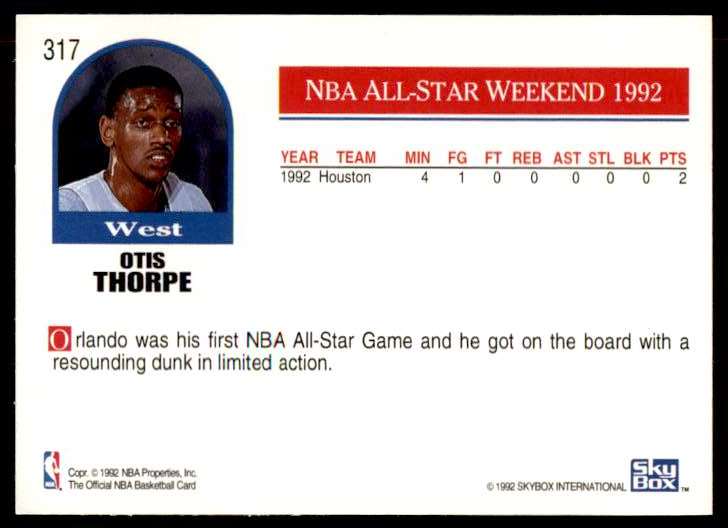 317
NBA ALL-STAR WEEKEND 1992
YEAR TEAM MIN FG FT REB AST STL BLK PTS
1992 Houston 4 1 0 0 0 0 0 2
West
OTIS
THORPE
Orlando was his first NBA All-Star Game and he got on the board with a
resounding dunk in limited action.
NBA
Copr. © 1992 NBA Properties, Inc.
The Official NBA Basketball Card
© 1992 SKYBOX INTERNATIONAL
Sky
Box™